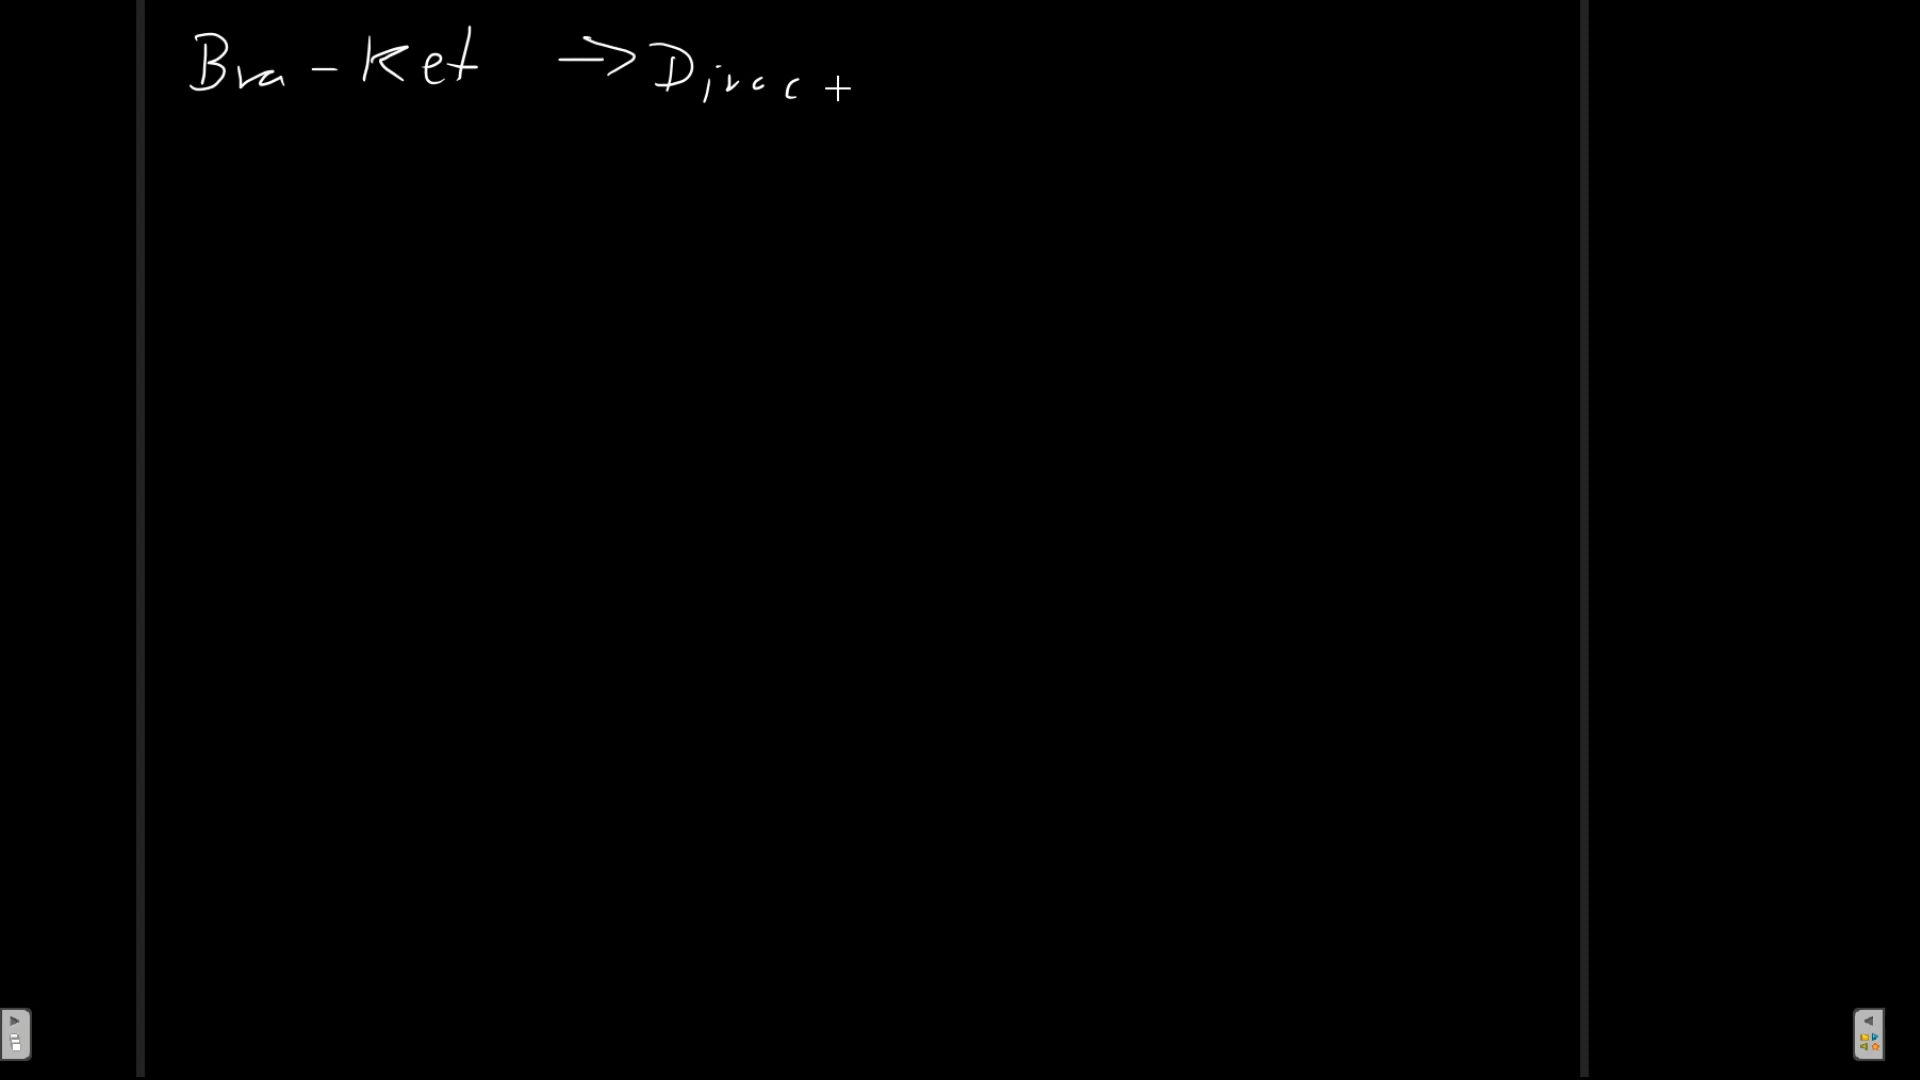 Bra - Ket → Dirac